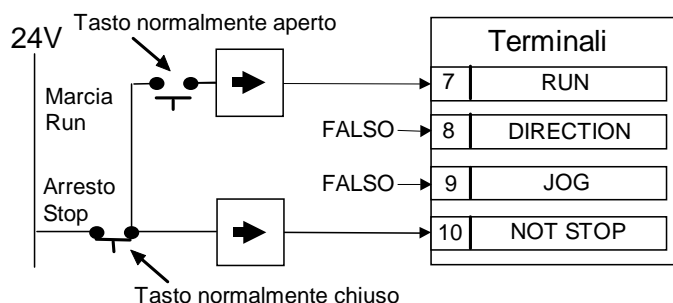 Tasto normalmente aperto
24V
Terminali
Marcia
Run
7 RUN
FALSO 8 DIRECTION
Arresto
Stop
FALSO 9 JOG
10 NOT STOP
Tasto normalmente chiuso